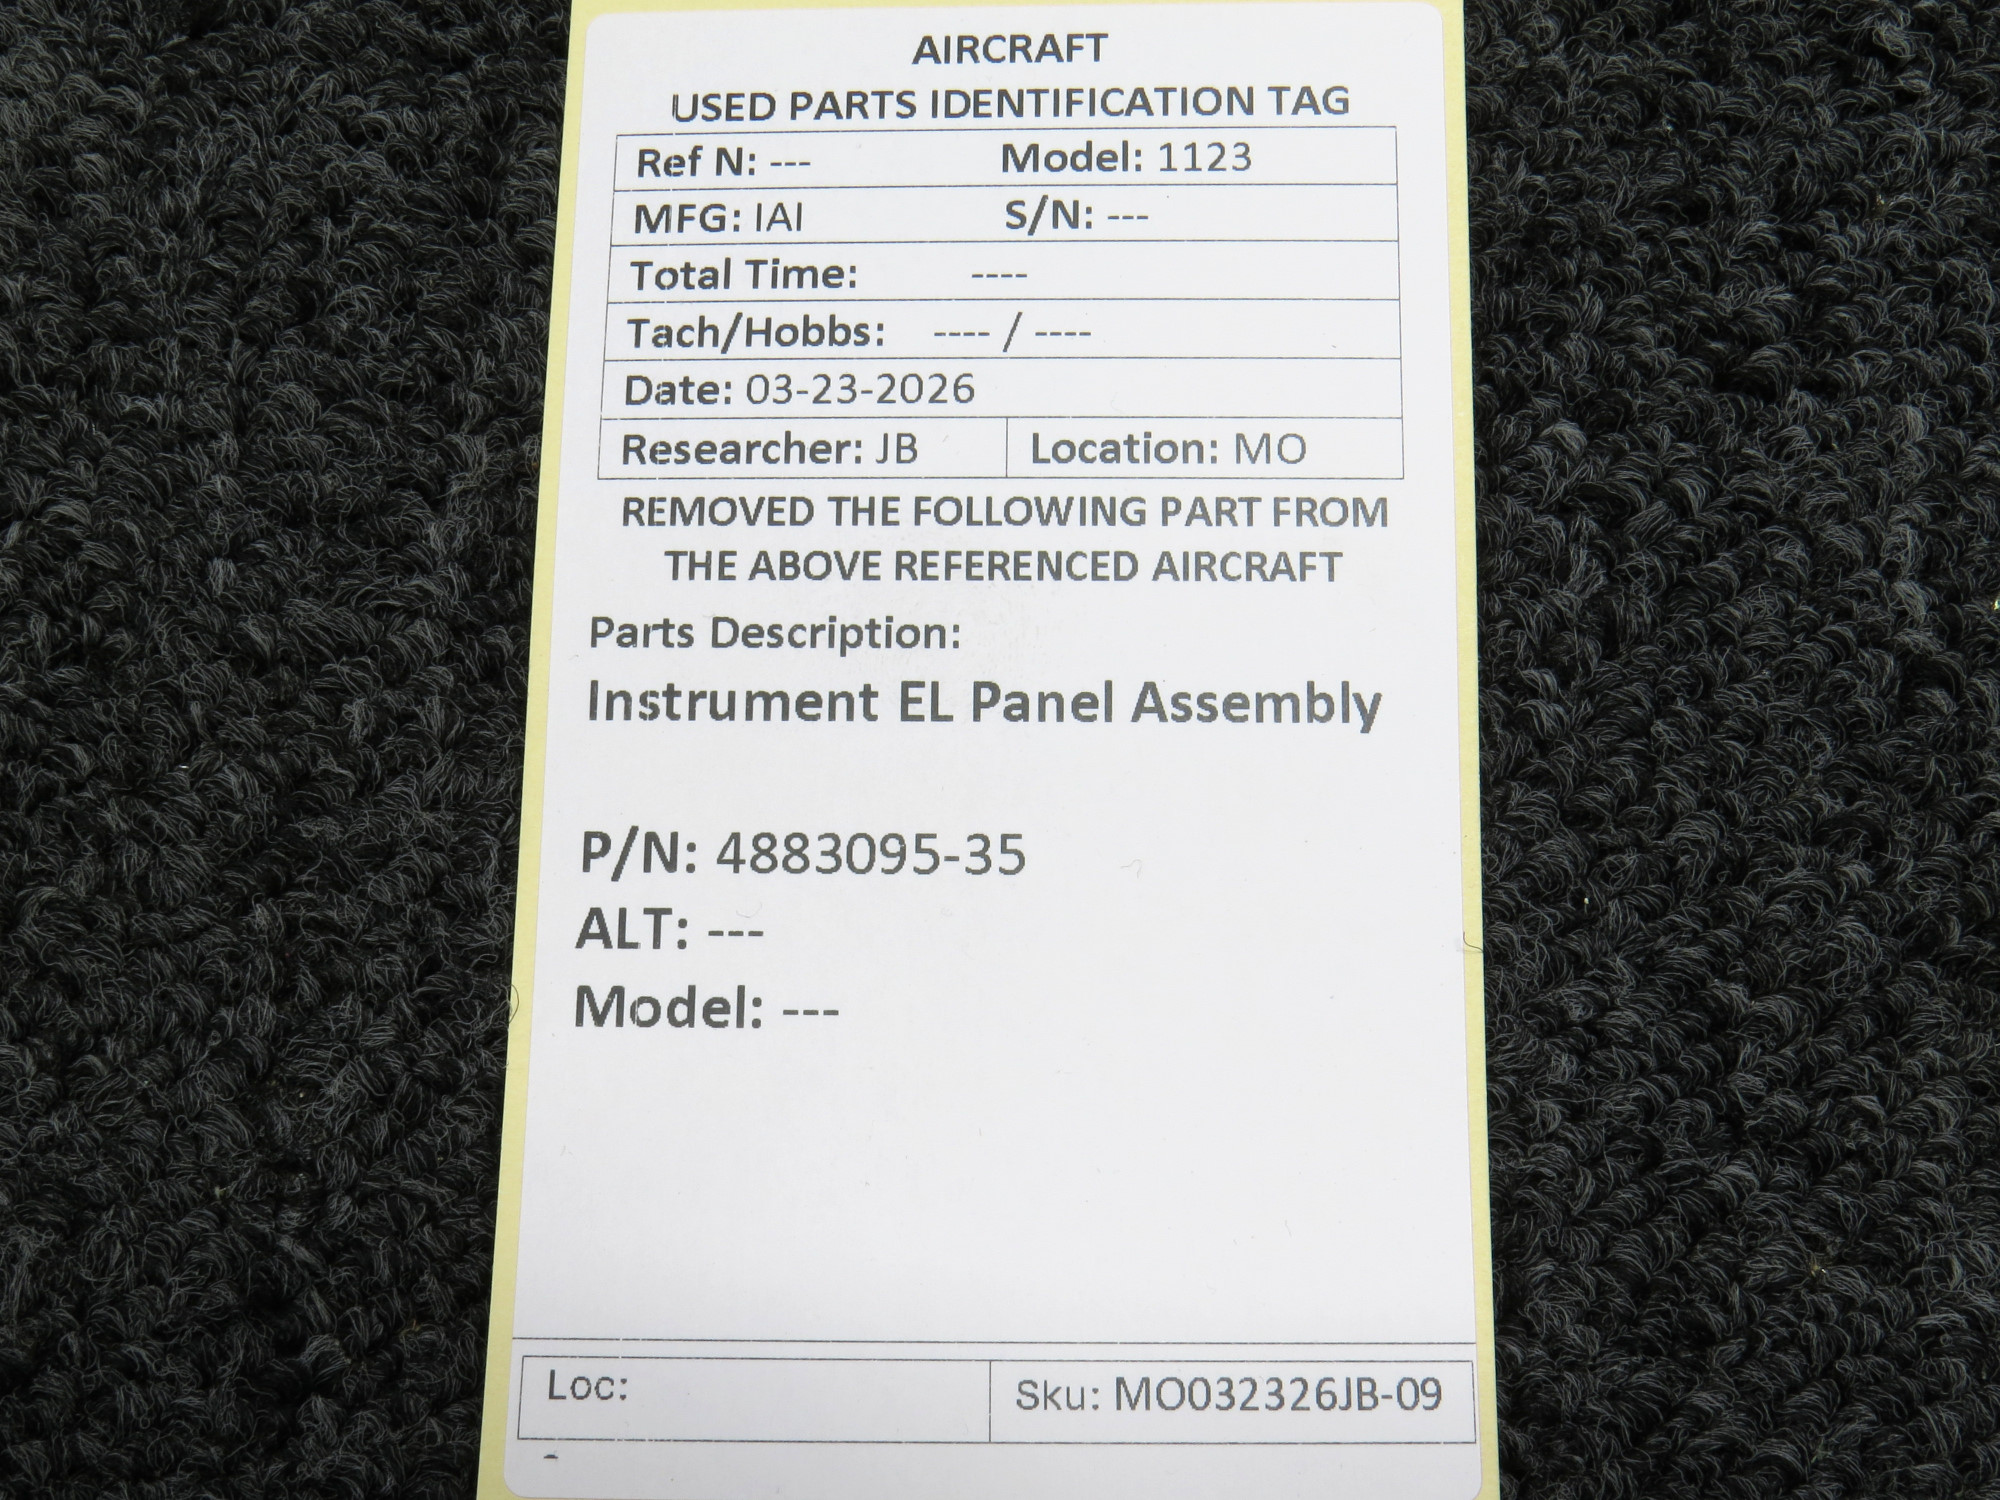 AIRCRAFT
USED PARTS IDENTIFICATION TAG
Ref N: --- Model: 1123
MFG: IAI S/N: ---
Total Time: ----
Tach/Hobbs: ---- / ----
Date: 03-23-2026
Researcher: JB Location: MO
REMOVED THE FOLLOWING PART FROM
THE ABOVE REFERENCED AIRCRAFT
Parts Description:
Instrument EL Panel Assembly
P/N: 4883095-35
ALT: ---
Model: ---
Loc: Sku: MO032326JB-09